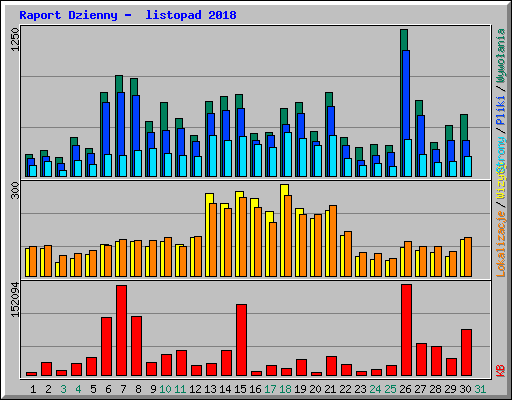 Raport Dzienny - listopad 2018
1250
Wywolania / Pliki / Strony
300
Lokalizacje / Wizyt
152094
KB
1 2 3 4 5 6 7 8 9 10 11 12 13 14 15 16 17 18 19 20 21 22 23 24 25 26 27 28 29 30 31